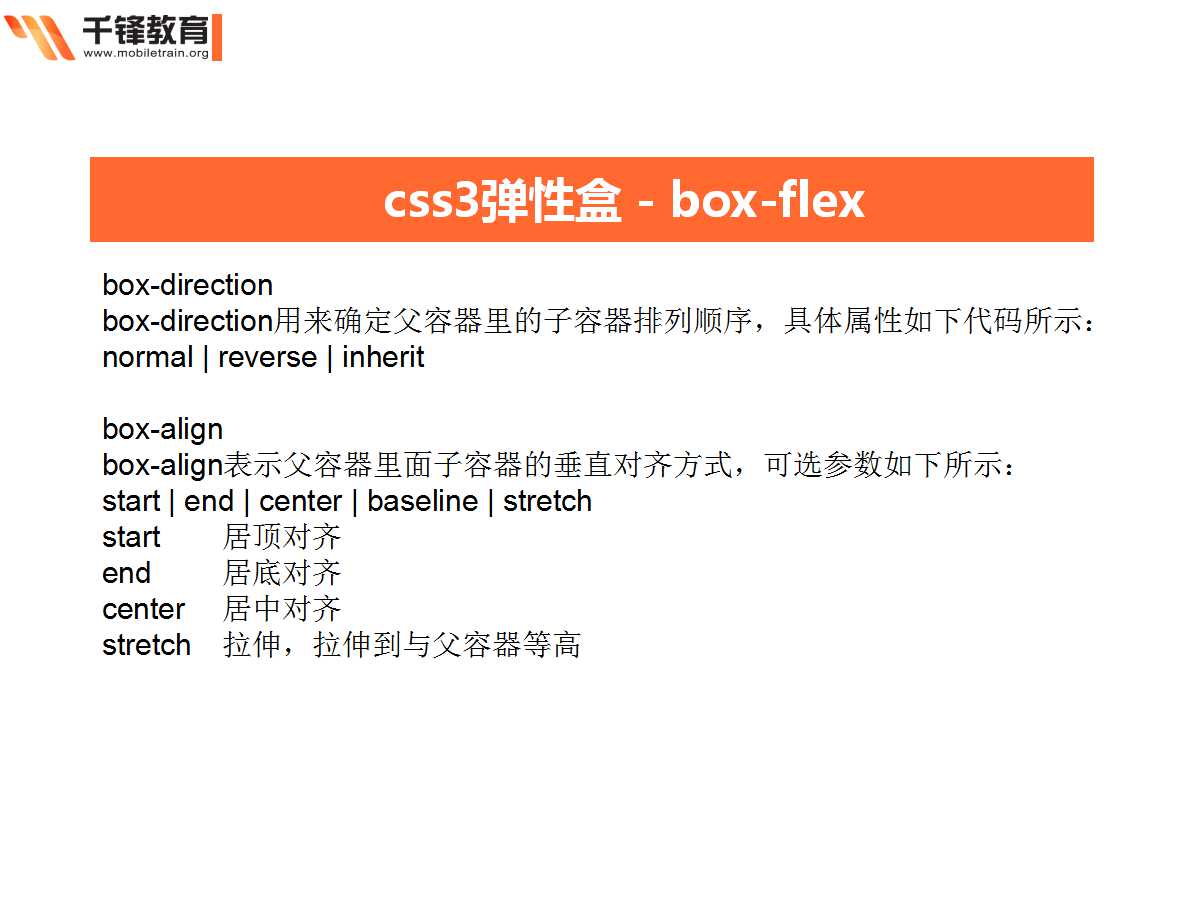 千锋教育
www.mobiletrain.org
css3弹性盒 - box-flex
box-direction
box-direction用来确定父容器里的子容器排列顺序，具体属性如下代码所示：
normal | reverse | inherit
box-align
box-align表示父容器里面子容器的垂直对齐方式，可选参数如下所示：
start | end | center | baseline | stretch
start 居顶对齐
end 居底对齐
center 居中对齐
stretch 拉伸，拉伸到与父容器等高